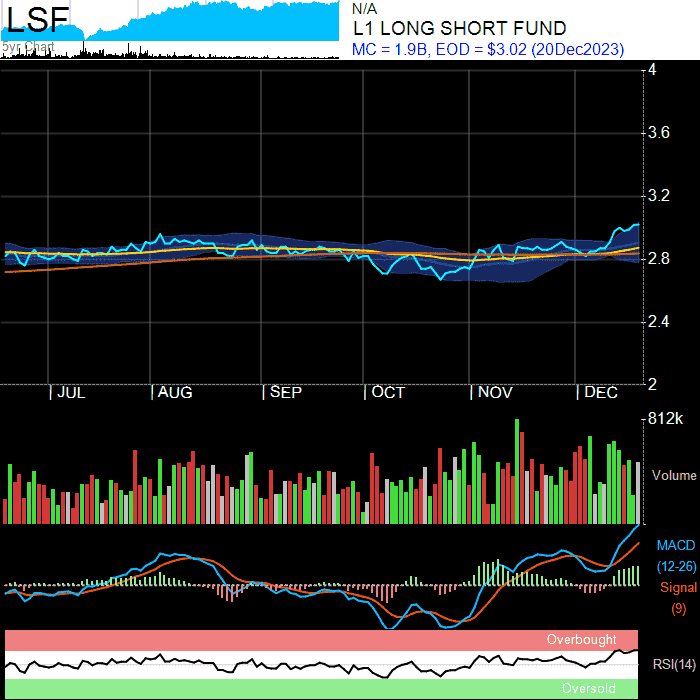 LSF
5yr Chart
N/A
L1 LONG SHORT FUND
MC = 1.9B, EOD = $3.02 (20Dec2023)
4
3.6
3.2
2.8
2.4
2
JUL AUG SEP OCT NOV DEC
812k
Volume
MACD
(12-26)
Signal
(9)
Overbought
RSI(14)
Oversold